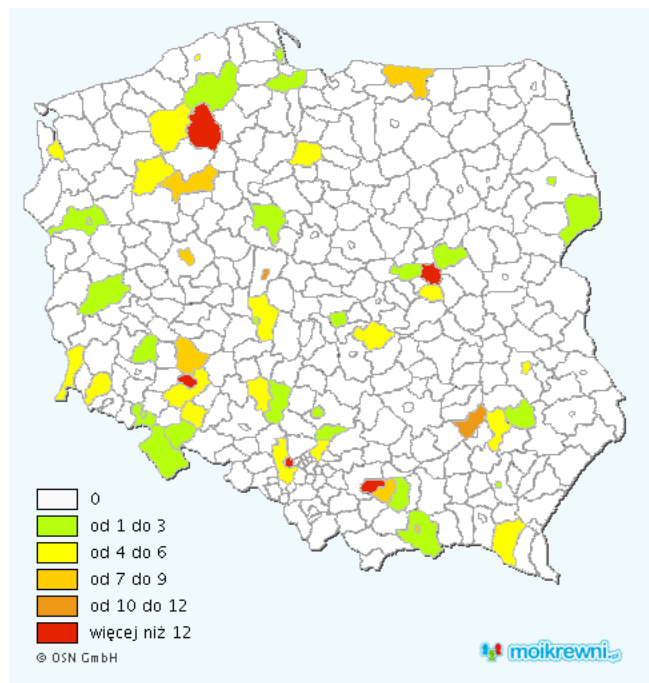 0
od 1 do 3
od 4 do 6
od 7 do 9
od 10 do 12
więcej niż 12
© OSN GmbH
moikrewni.pl